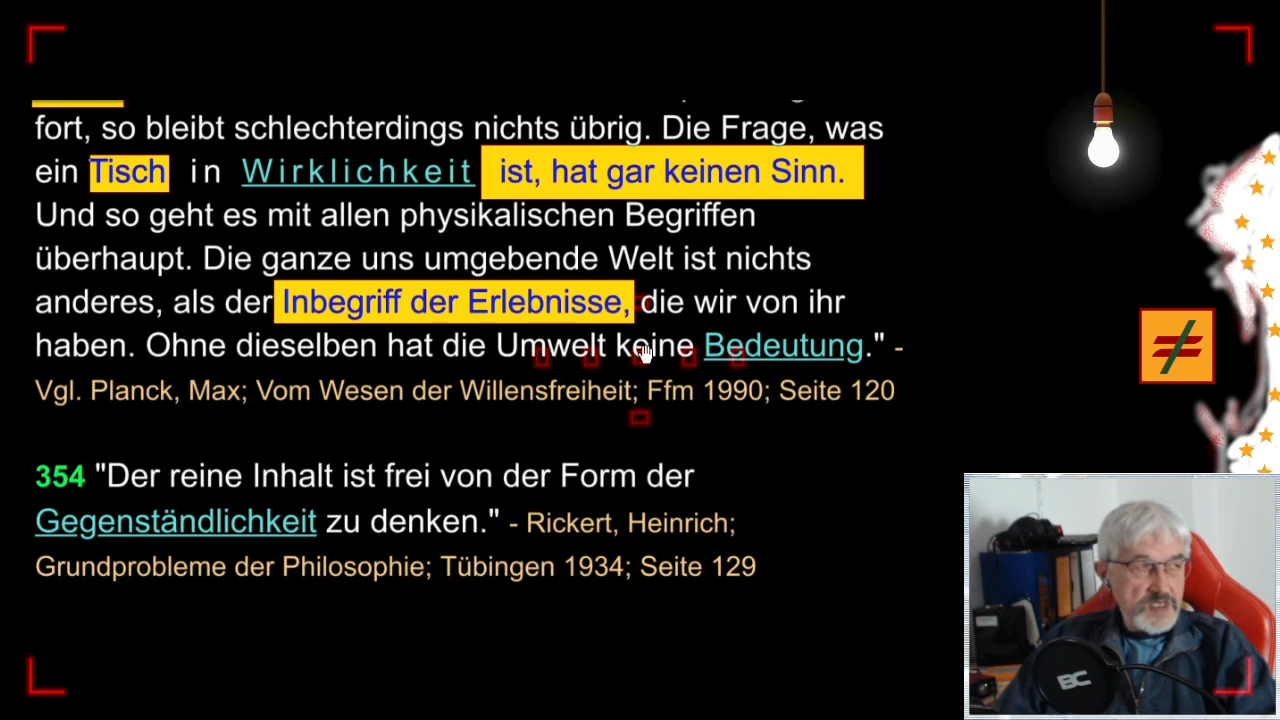 fort, so bleibt schlechterdings nichts übrig. Die Frage, was
ein Tisch in Wirklichkeit ist, hat gar keinen Sinn.
Und so geht es mit allen physikalischen Begriffen
überhaupt. Die ganze uns umgebende Welt ist nichts
anderes, als der Inbegriff der Erlebnisse, die wir von ihr
haben. Ohne dieselben hat die Umwelt keine Bedeutung." -
Vgl. Planck, Max; Vom Wesen der Willensfreiheit; Ffm 1990; Seite 120
354 "Der reine Inhalt ist frei von der Form der
Gegenständlichkeit zu denken." - Rickert, Heinrich;
Grundprobleme der Philosophie; Tübingen 1934; Seite 129
BC